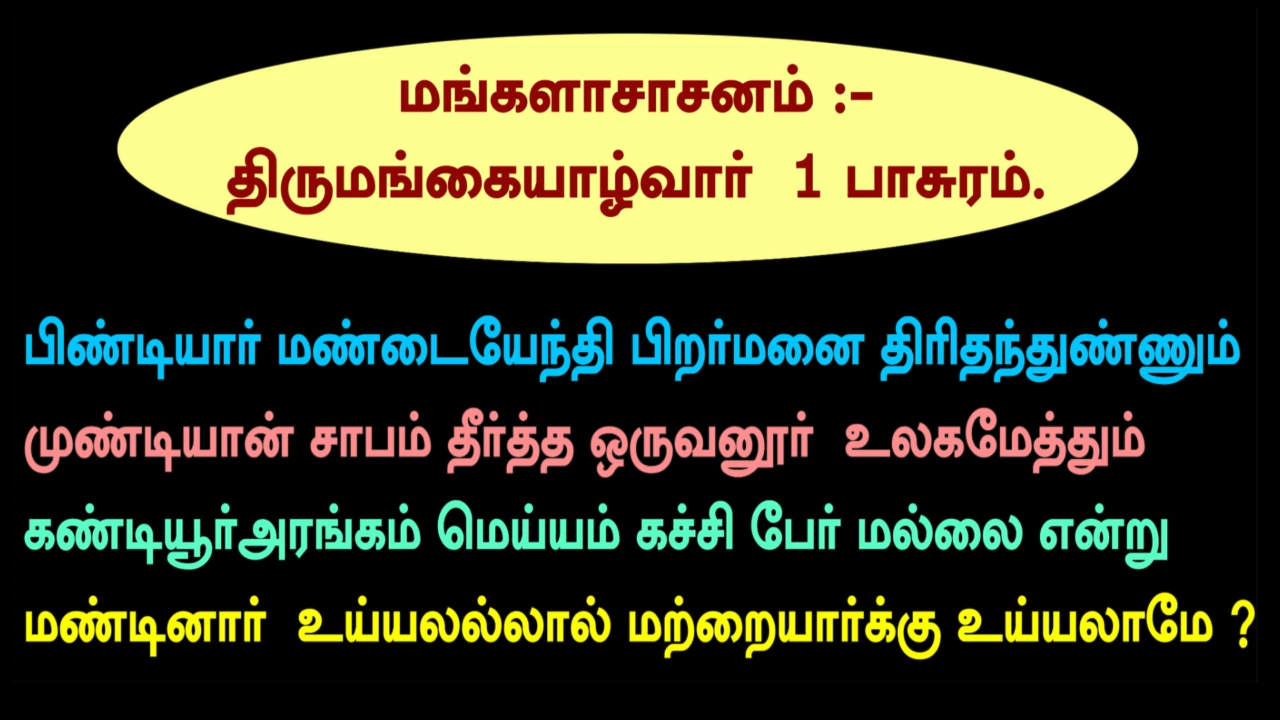 மங்களாசாசனம் :-
திருமங்கையாழ்வார் 1 பாசுரம்.
பிண்டியார் மண்டையேந்தி பிறர்மனை திரிதந்துண்ணும்
முண்டியான் சாபம் தீர்த்த ஒருவனூர் உலகமேத்தும்
கண்டியூர்அரங்கம் மெய்யம் கச்சி பேர் மல்லை என்று
மண்டினார் உய்யலல்லால் மற்றையார்க்கு உய்யலாமே ?